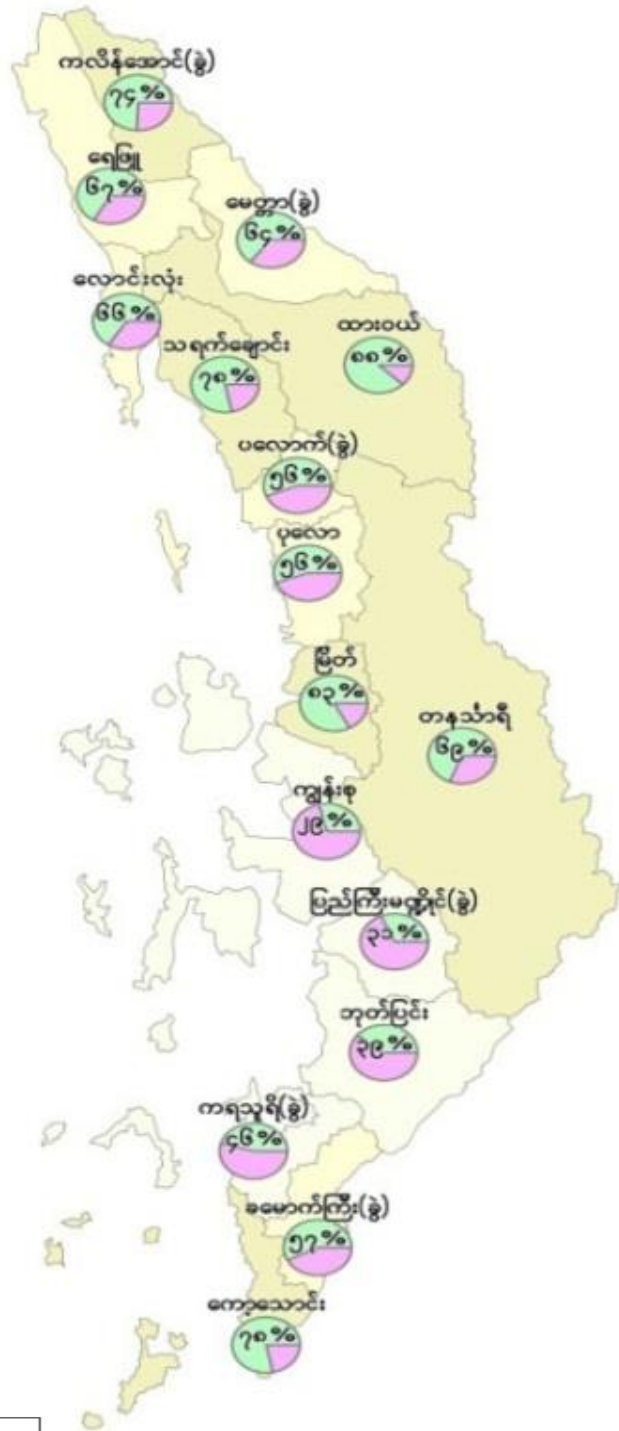 ကလိန်အောင်(ခွဲ)
၇၄%
ရေဖြူ
၆၇%
မေတ္တာ(ခွဲ)
၆၄%
လောင်းလုံး
၆၆%
ထားဝယ်
၈၈%
သရက်ချောင်း
၇၈%
ပလောက်(ခွဲ)
၅၆%
ပုလော
၅၆%
မြိတ်
၈၃%
တနင်္သာရီ
၆၉%
ကျွန်းစု
၂၉%
ပြည်ကြီးမဏ္ဍိုင်(ခွဲ)
၃၁%
ဘုတ်ပြင်း
၃၉%
ကရသူရိ(ခွဲ)
၄၆%
ခမောက်ကြီး(ခွဲ)
၅၇%
ကော့သောင်း
၇၈%